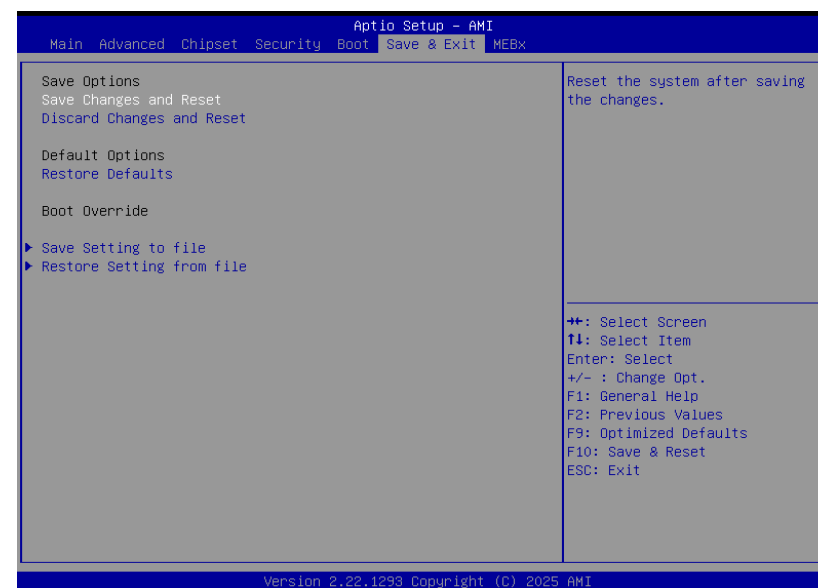 Aptio Setup – AMI
Main Advanced Chipset Security Boot Save & Exit MEBx
Save Options
Save Changes and Reset
Discard Changes and Reset
Default Options
Restore Defaults
Boot Override
Save Setting to file
Restore Setting from file
Reset the system after saving
the changes.
→←: Select Screen
↑↓: Select Item
Enter: Select
+/- : Change Opt.
F1: General Help
F2: Previous Values
F9: Optimized Defaults
F10: Save & Reset
ESC: Exit
Version 2.22.1293 Copyright (C) 2025 AMI